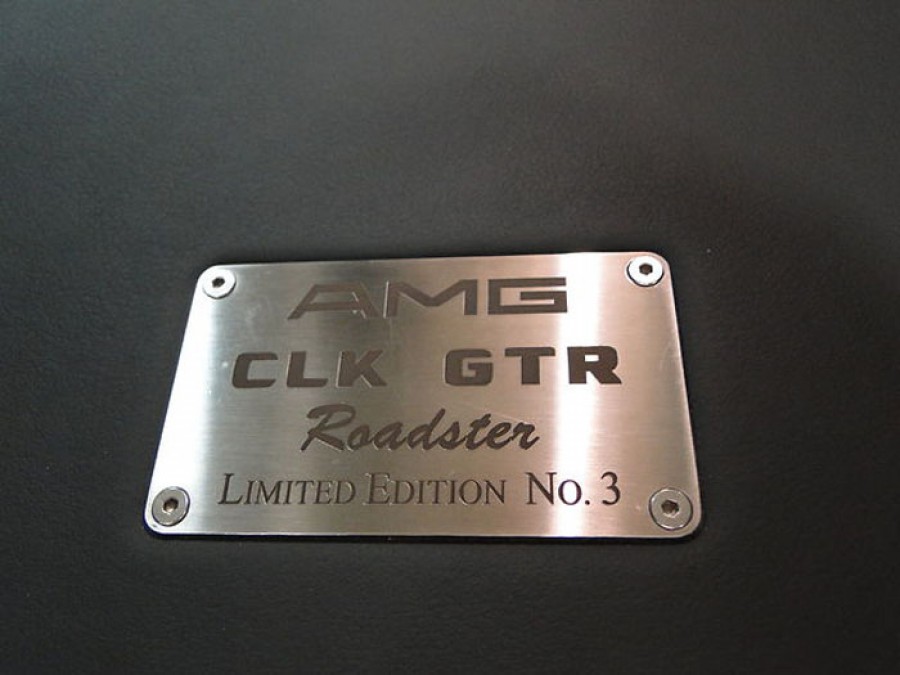 AMG
CLK GTR
Roadster
LIMITED EDITION NO. 3